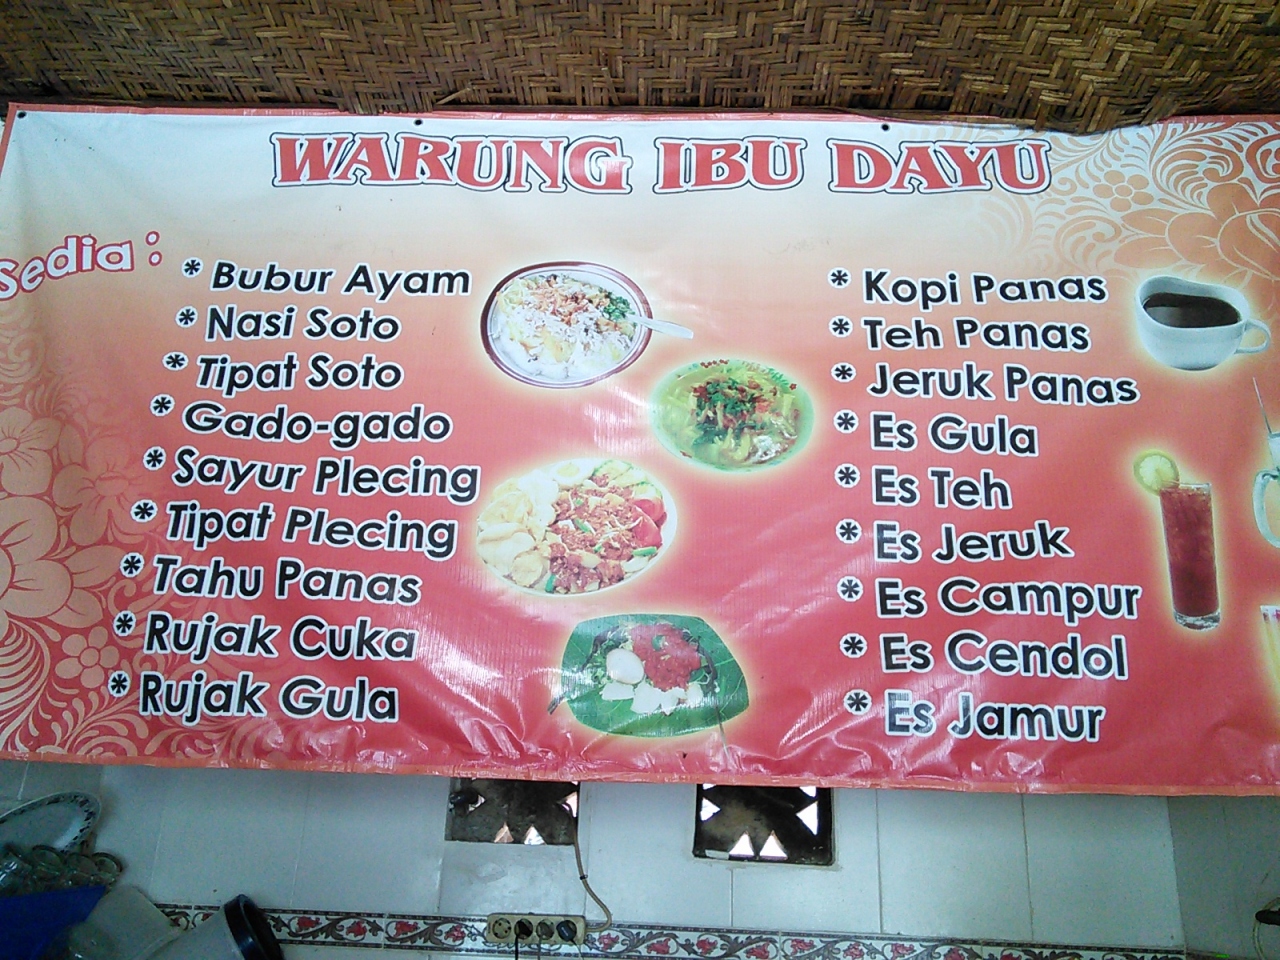 WARUNG IBU DAYU
Sedia :
* Bubur Ayam
* Nasi Soto
* Tipat Soto
* Gado-gado
* Sayur Plecing
* Tipat Plecing
* Tahu Panas
* Rujak Cuka
* Rujak Gula
* Kopi Panas
* Teh Panas
* Jeruk Panas
* Es Gula
* Es Teh
* Es Jeruk
* Es Campur
* Es Cendol
* Es Jamur